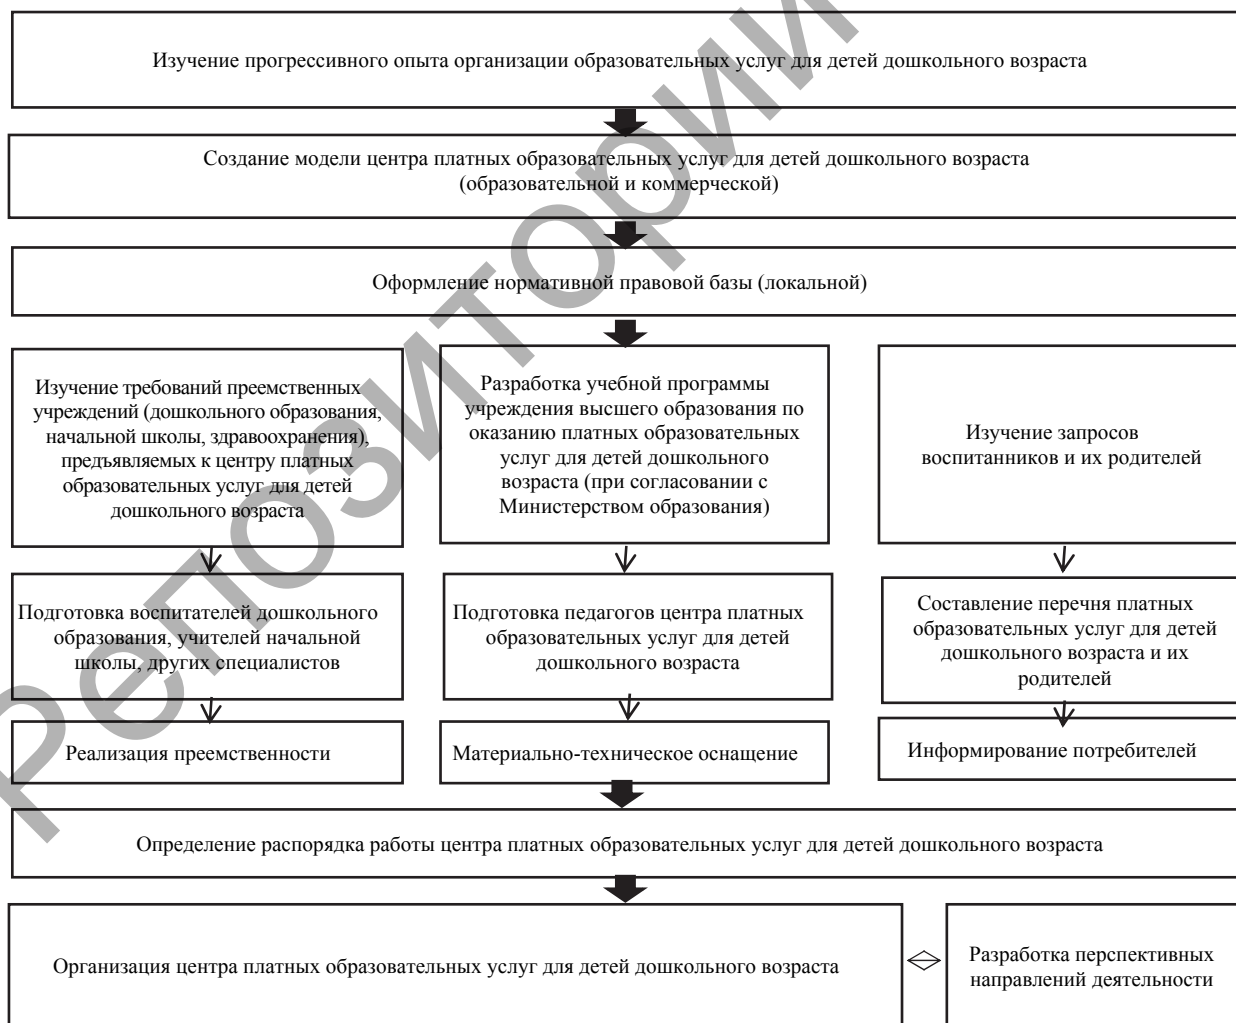 Изучение прогрессивного опыта организации образовательных услуг для детей дошкольного возраста
Создание модели центра платных образовательных услуг для детей дошкольного возраста
(образовательной и коммерческой)
Оформление нормативной правовой базы (локальной)
Изучение требований преемственных
учреждений (дошкольного образования,
начальной школы, здравоохранения),
предъявляемых к центру платных
образовательных услуг для детей
дошкольного возраста
Разработка учебной программы
учреждения высшего образования по
оказанию платных образовательных
услуг для детей дошкольного
возраста (при согласовании с
Министерством образования)
Изучение запросов
воспитанников и их родителей
Подготовка воспитателей дошкольного
образования, учителей начальной
школы, других специалистов
Подготовка педагогов центра платных
образовательных услуг для детей
дошкольного возраста
Составление перечня платных
образовательных услуг для детей
дошкольного возраста и их
родителей
Реализация преемственности
Материально-техническое оснащение
Информирование потребителей
Определение распорядка работы центра платных образовательных услуг для детей дошкольного возраста
Организация центра платных образовательных услуг для детей дошкольного возраста
Разработка перспективных
направлений деятельности
Репозитории